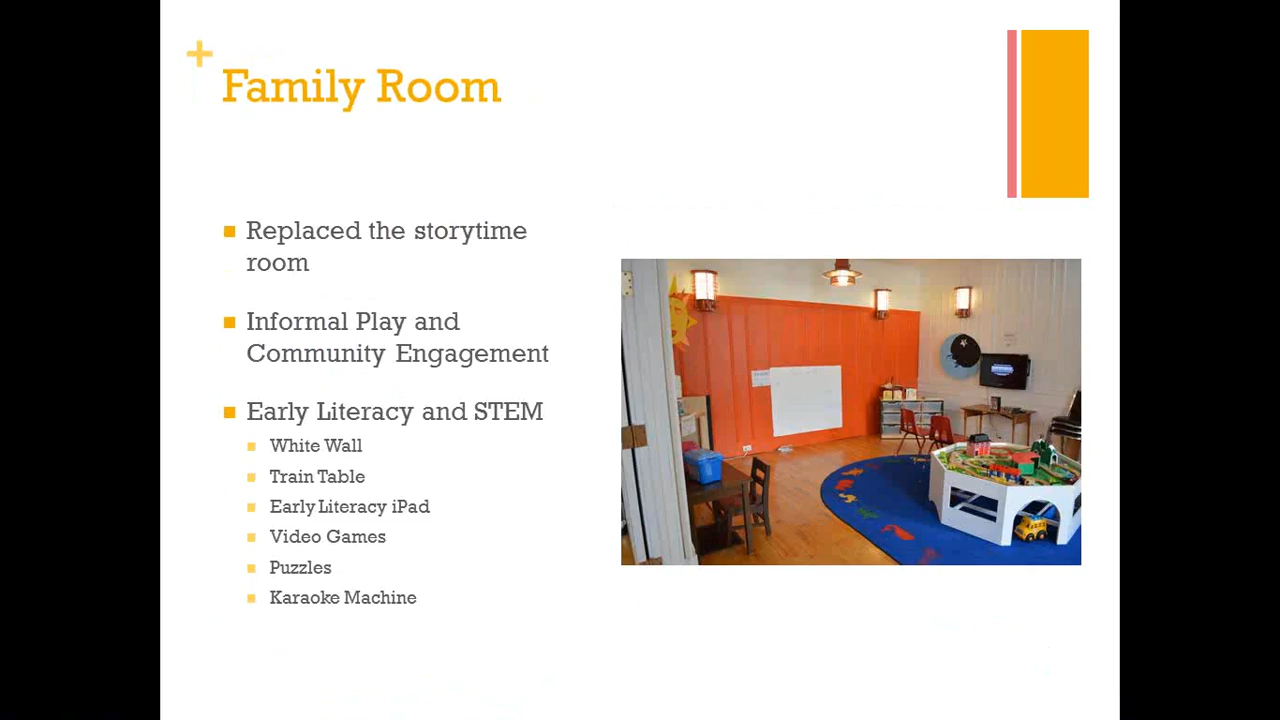 +
Family Room
Replaced the storytime
room
Informal Play and
Community Engagement
Early Literacy and STEM
White Wall
Train Table
Early Literacy iPad
Video Games
Puzzles
Karaoke Machine